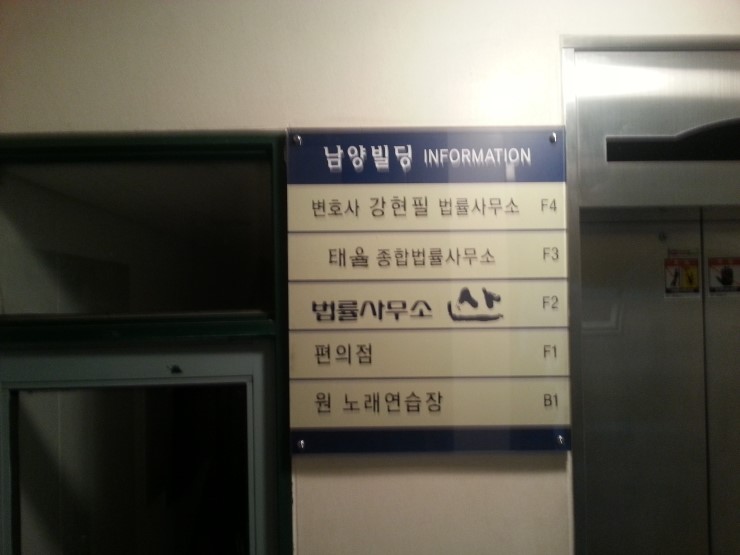 남양빌딩 INFORMATION
변호사 강현필 법률사무소 F4
태율 종합법률사무소 F3
법률사무소 산 F2
편의점 F1
원 노래연습장 B1